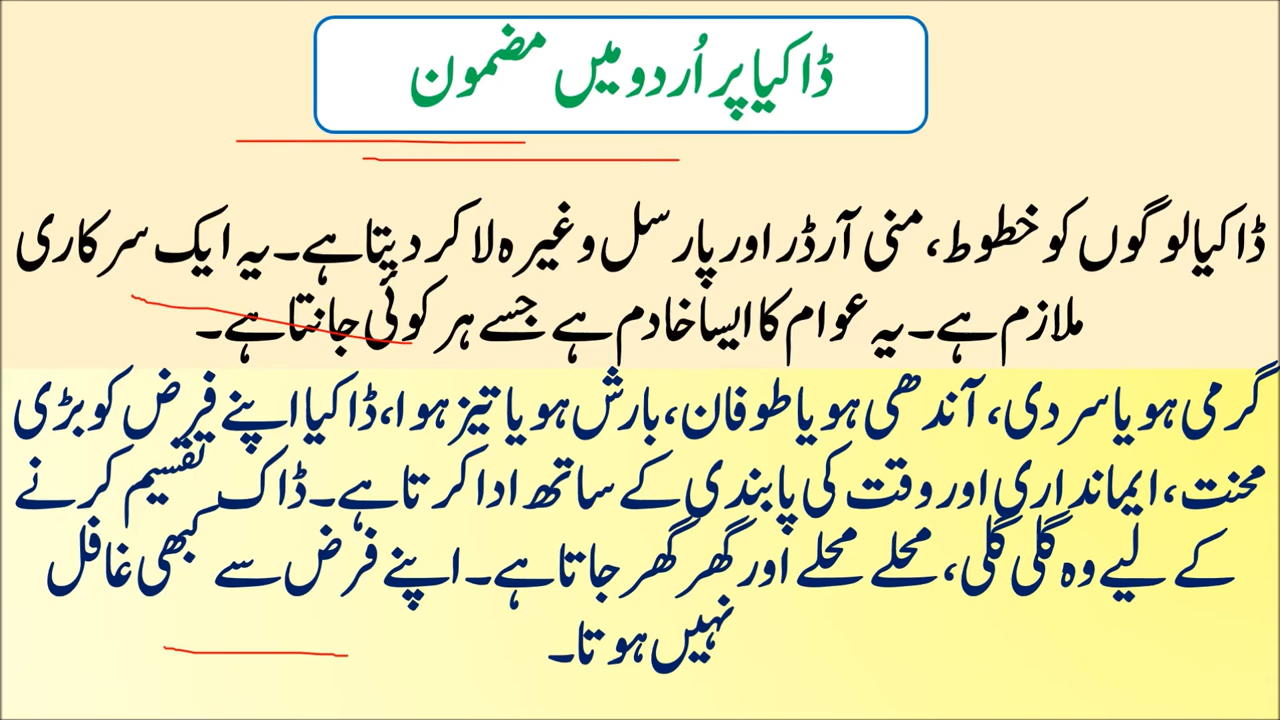 ڈاکیا پر اُردو میں مضمون
ڈاکیا لوگوں کو خطوط، منی آرڈر اور پارسل وغیرہ لا کر دیتا ہے۔ یہ ایک سرکاری
ملازم ہے۔ یہ عوام کا ایسا خادم ہے جسے ہر کوئی جانتا ہے۔
گرمی ہو یا سردی، آندھی ہو یا طوفان، بارش ہو یا تیز ہوا، ڈاکیا اپنے فرض کو بڑی
محنت، ایمانداری اور وقت کی پابندی کے ساتھ ادا کرتا ہے۔ ڈاک تقسیم کرنے
کے لیے وہ گلی گلی، محلے محلے اور گھر گھر جاتا ہے۔ اپنے فرض سے کبھی غافل
نہیں ہوتا۔